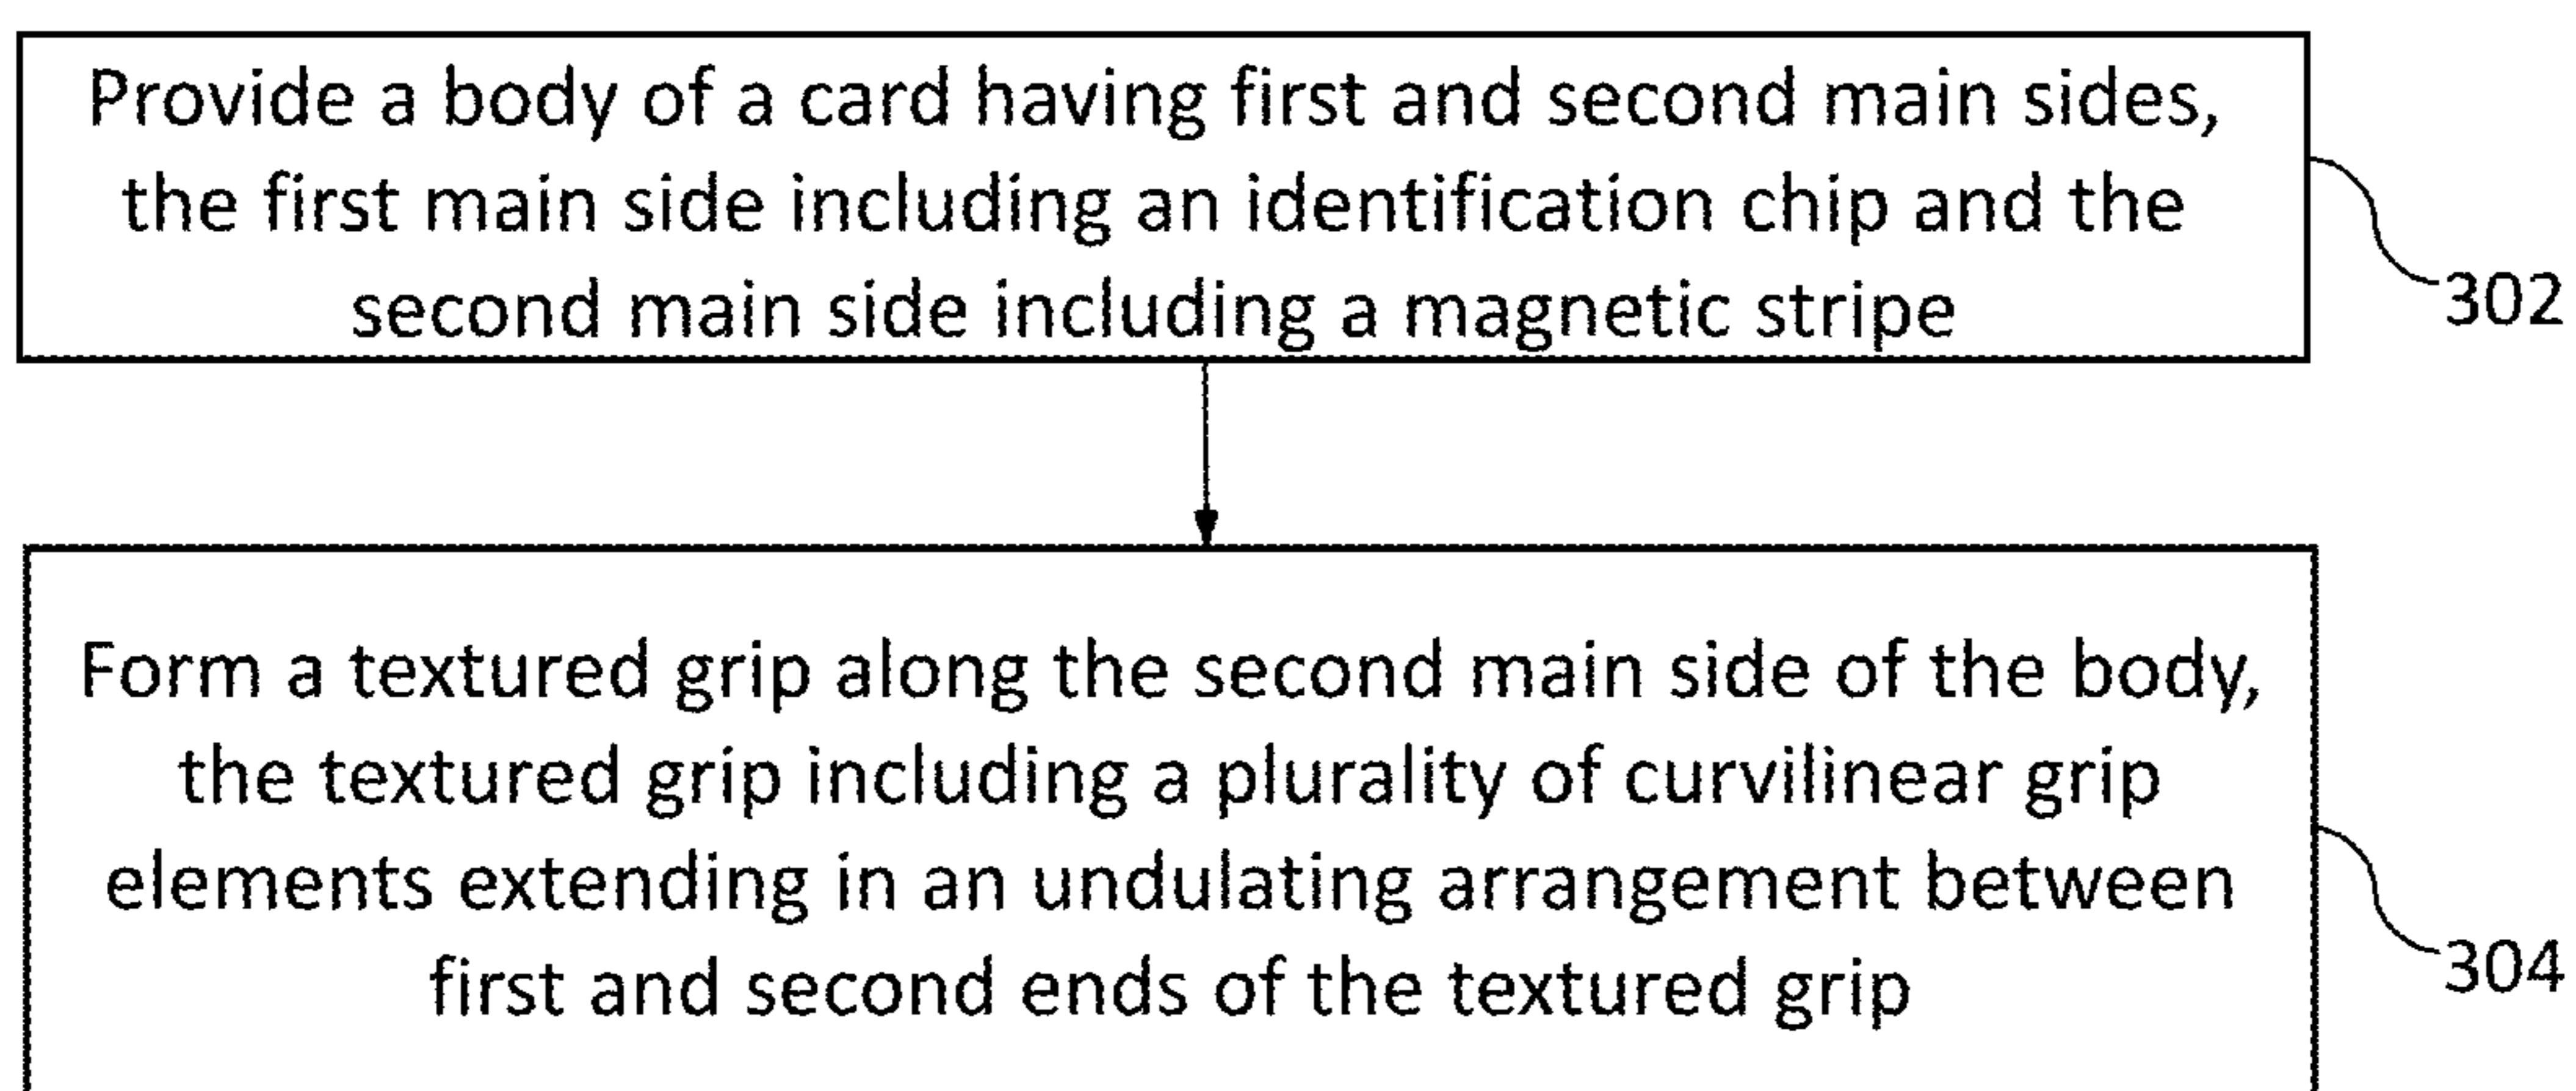 Provide a body of a card having first and second main sides,
the first main side including an identification chip and the
second main side including a magnetic stripe
302
Form a textured grip along the second main side of the body,
the textured grip including a plurality of curvilinear grip
elements extending in an undulating arrangement between
first and second ends of the textured grip
304